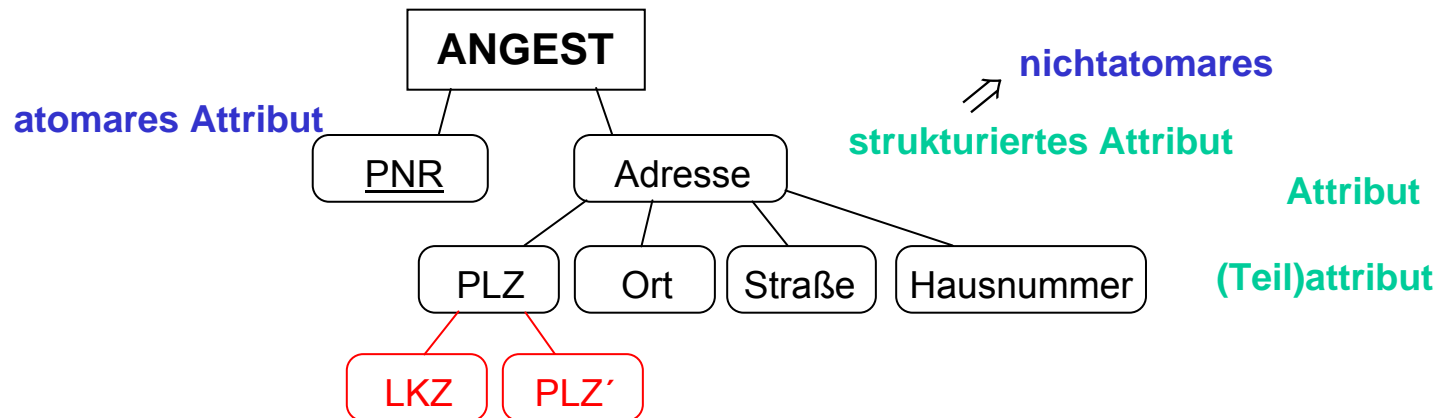 ANGEST
nichtatomares
atomares Attribut
strukturiertes Attribut
PNR
Adresse
Attribut
PLZ
Ort
Straße
Hausnummer
(Teil)attribut
LKZ
PLZ´